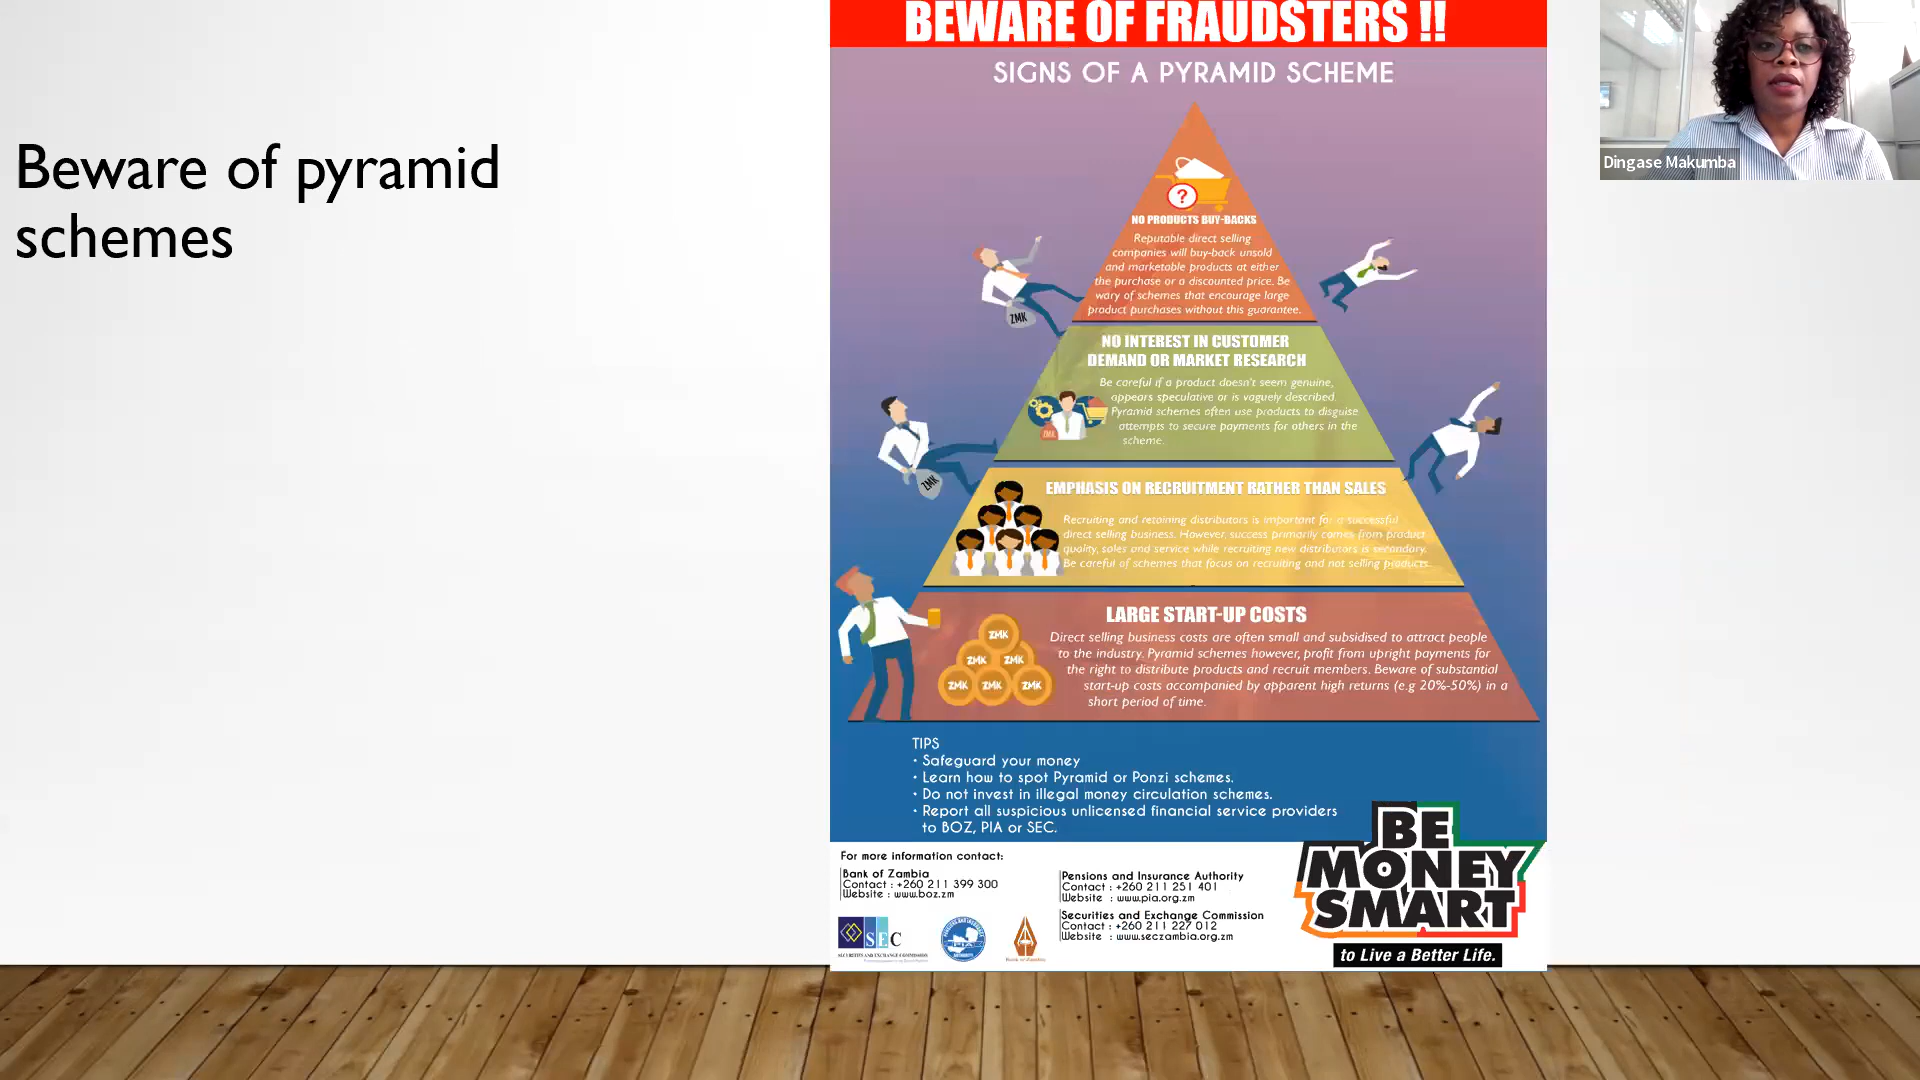 Beware of pyramid
schemes
BEWARE OF FRAUDSTERS !!
SIGNS OF A PYRAMID SCHEME
?
NO PRODUCTS BUY-BACKS
Reputable direct selling
companies will buy-back unsold
and marketable products at either
the purchase or a discounted price. Be
wary of schemes that encourage large
product purchases without this guarantee.
ZMK
NO INTEREST IN CUSTOMER
DEMAND OR MARKET RESEARCH
Be careful if a product doesn't seem genuine,
appears speculative or is vaguely described.
Pyramid schemes often use products to disguise
attempts to secure payments for others in the
scheme.
ZMK
ZMK
EMPHASIS ON RECRUITMENT RATHER THAN SALES
Recruiting and retaining distributors is important for a successful
direct selling business. However success primarily comes from product
quality, sales and service while recruiting new distributors is secondary.
Be careful of schemes that focus on recruiting and not selling products.
LARGE START-UP COSTS
Direct selling business costs are often small and subsidised to attract people
to the industry. Pyramid schemes however, profit from upright payments for
the right to distribute products and recruit members. Beware of substantial
start-up costs accompanied by apparent high returns (e.g 20%-50%) in a
short period of time.
ZMK
ZMK ZMK
ZMK ZMK ZMK
TIPS
• Safeguard your money
• Learn how to spot Pyramid or Ponzi schemes.
• Do not invest in illegal money circulation schemes.
• Report all suspicious unlicensed financial service providers
to BOZ, PIA or SEC.
For more information contact:
Bank of Zambia
Contact : +260 211 399 300
Website : www.boz.zm
Pensions and Insurance Authority
Contact : +260 211 251 401
Website : www.pia.org.zm
Securities and Exchange Commission
Contact : +260 211 227 012
Website : www.seczambia.org.zm
SEC
SECURITIES AND EXCHANGE COMMISSION
PIA
AUTHORITY
Bank of Zambia
BE
MONEY
SMART
to Live a Better Life.
Dingase Makumba